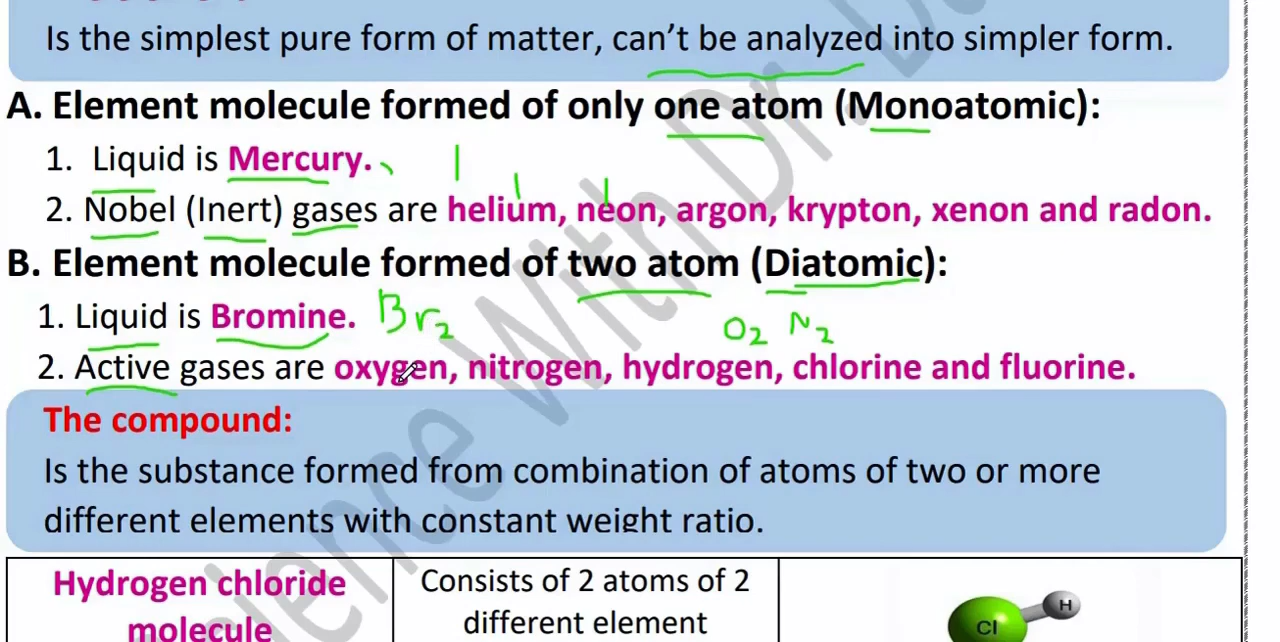 Is the simplest pure form of matter, can't be analyzed into simpler form.
A. Element molecule formed of only one atom (Monoatomic):
1. Liquid is Mercury.
2. Nobel (Inert) gases are helium, neon, argon, krypton, xenon and radon.
B. Element molecule formed of two atom (Diatomic):
1. Liquid is Bromine. Br2
O2 N2
2. Active gases are oxygen, nitrogen, hydrogen, chlorine and fluorine.
The compound:
Is the substance formed from combination of atoms of two or more
different elements with constant weight ratio.
Hydrogen chloride
molecule
Consists of 2 atoms of 2
different element
Cl
H